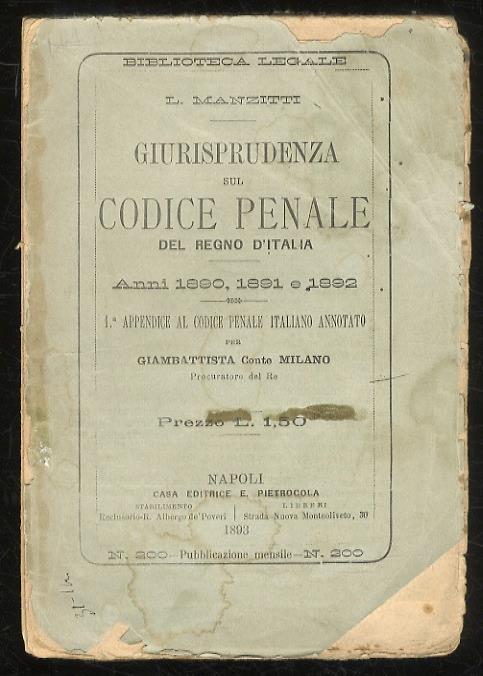 BIBLIOTECA LEGALE
L. MANZITTI
GIURISPRUDENZA
SUL
CODICE PENALE
DEL REGNO D'ITALIA
Anni 1890, 1891 e 1892
1.ª APPENDICE AL CODICE PENALE ITALIANO ANNOTATO
PER
GIAMBATTISTA Conte MILANO
Procuratore del Re
Prezzo L. 1,50
NAPOLI
CASA EDITRICE E. PIETROCOLA
STABILIMENTO
Reclusorio-R. Albergo de'Poveri
LIBRERI
Strada Nuova Monteoliveto, 30
1893
N. 200—Pubblicazione mensile—N. 200